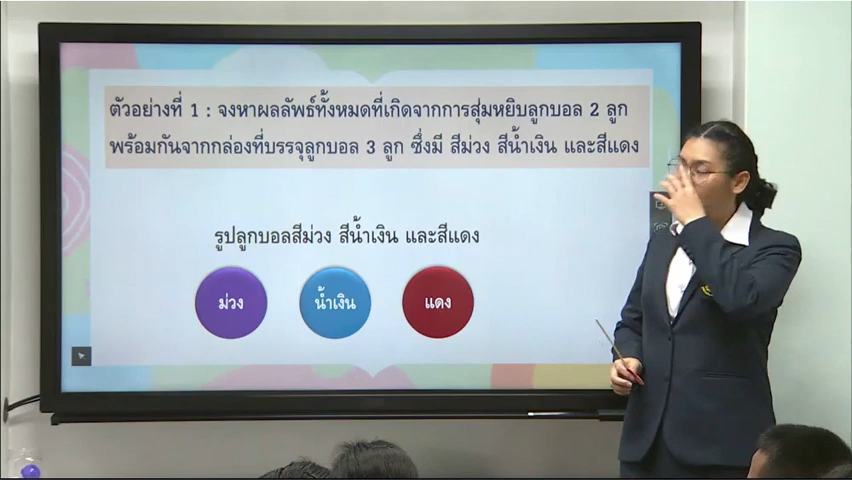 ตัวอย่างที่ 1 : จงหาผลลัพธ์ทั้งหมดที่เกิดจากการสุ่มหยิบลูกบอล 2 ลูก
พร้อมกันจากกล่องที่บรรจุลูกบอล 3 ลูก ซึ่งมี สีม่วง สีน้ำเงิน และสีแดง
รูปลูกบอลสีม่วง สีน้ำเงิน และสีแดง
ม่วง น้ำเงิน แดง